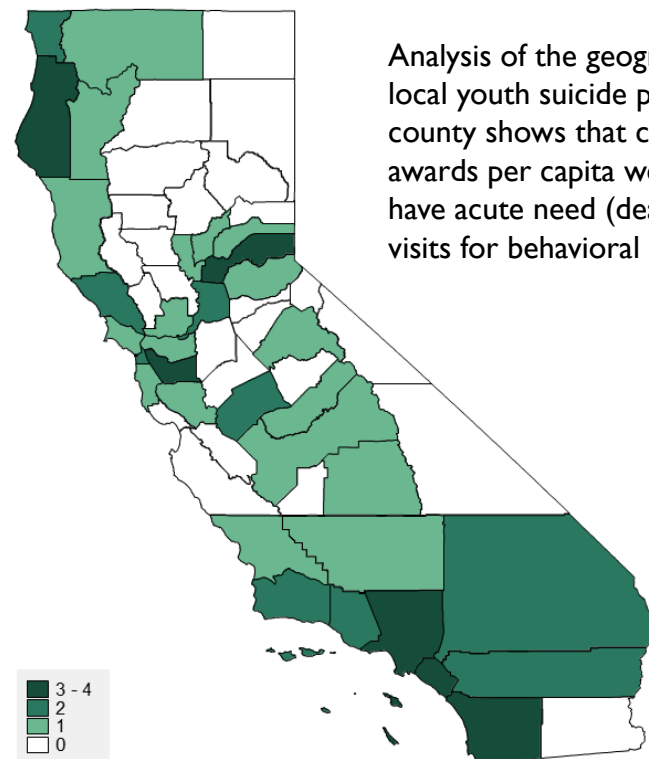 Analysis of the geogr
local youth suicide p
county shows that c
awards per capita we
have acute need (dea
visits for behavioral
3 - 4
2
1
0